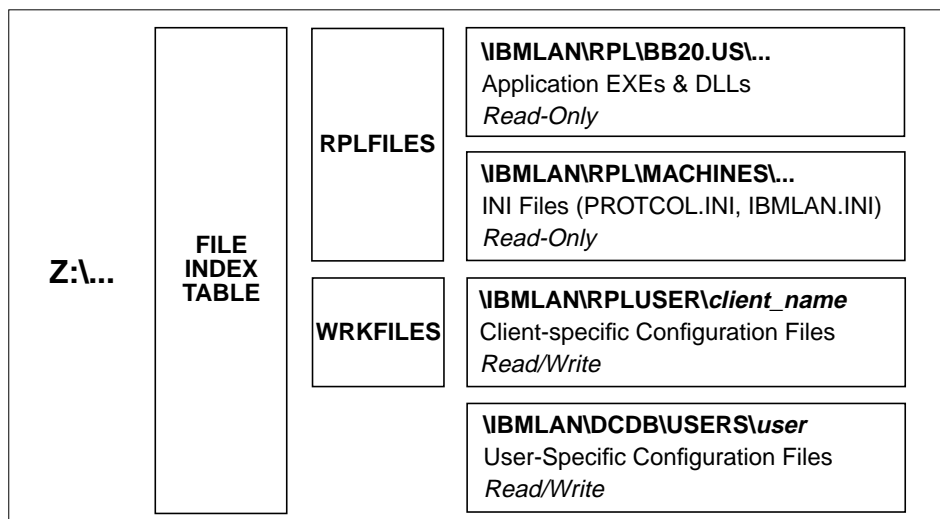 Z:\...
FILE
INDEX
TABLE
RPLFILES
WRKFILES
\IBMLAN\RPL\BB20.US\...
Application EXEs & DLLs
Read-Only
\IBMLAN\RPL\MACHINES\...
INI Files (PROTCOL.INI, IBMLAN.INI)
Read-Only
\IBMLAN\RPLUSER\client_name
Client-specific Configuration Files
Read/Write
\IBMLAN\DCDB\USERS\user
User-Specific Configuration Files
Read/Write